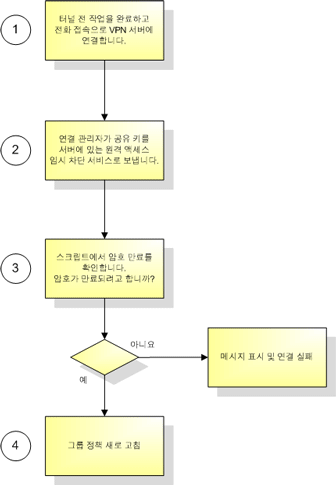 1
터널 전 작업을 완료하고
전화 접속으로 VPN 서버에
연결합니다.
2
연결 관리자가 공유 키를
서버에 있는 원격 액세스
임시 차단 서비스로 보냅니다.
3
스크립트에서 암호 만료를
확인합니다.
암호가 만료되려고 합니까?
아니요
메시지 표시 및 연결 실패
예
4
그룹 정책 새로 고침